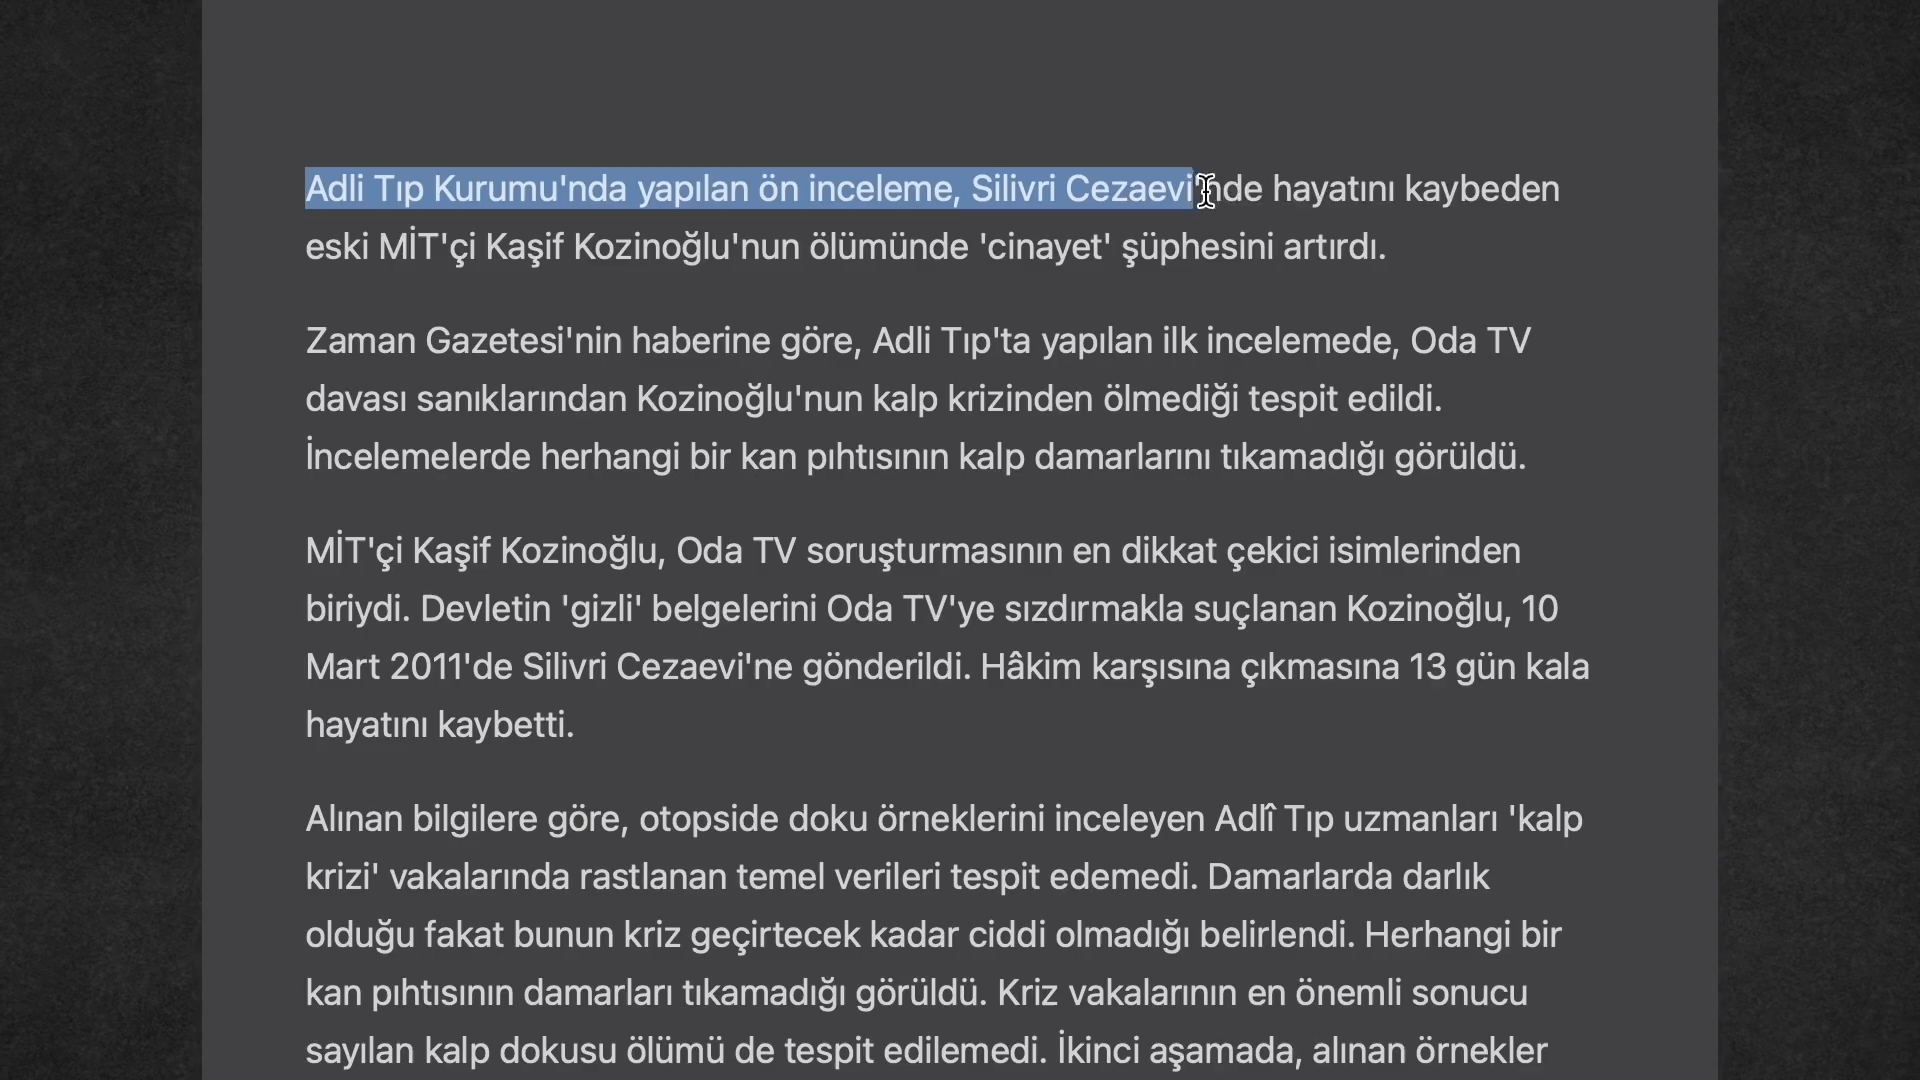 Adli Tıp Kurumu'nda yapılan ön inceleme, Silivri Cezaevi'nde hayatını kaybeden
eski MİT'çi Kaşif Kozinoğlu'nun ölümünde 'cinayet' şüphesini artırdı.
Zaman Gazetesi'nin haberine göre, Adli Tıp'ta yapılan ilk incelemede, Oda TV
davası sanıklarından Kozinoğlu'nun kalp krizinden ölmediği tespit edildi.
İncelemelerde herhangi bir kan pıhtısının kalp damarlarını tıkamadığı görüldü.
MİT'çi Kaşif Kozinoğlu, Oda TV soruşturmasının en dikkat çekici isimlerinden
biriydi. Devletin 'gizli' belgelerini Oda TV'ye sızdırmakla suçlanan Kozinoğlu, 10
Mart 2011'de Silivri Cezaevi'ne gönderildi. Hâkim karşısına çıkmasına 13 gün kala
hayatını kaybetti.
Alınan bilgilere göre, otopside doku örneklerini inceleyen Adlî Tıp uzmanları 'kalp
krizi' vakalarında rastlanan temel verileri tespit edemedi. Damarlarda darlık
olduğu fakat bunun kriz geçirtecek kadar ciddi olmadığı belirlendi. Herhangi bir
kan pıhtısının damarları tıkamadığı görüldü. Kriz vakalarının en önemli sonucu
sayılan kalp dokusu ölümü de tespit edilemedi. İkinci aşamada, alınan örnekler